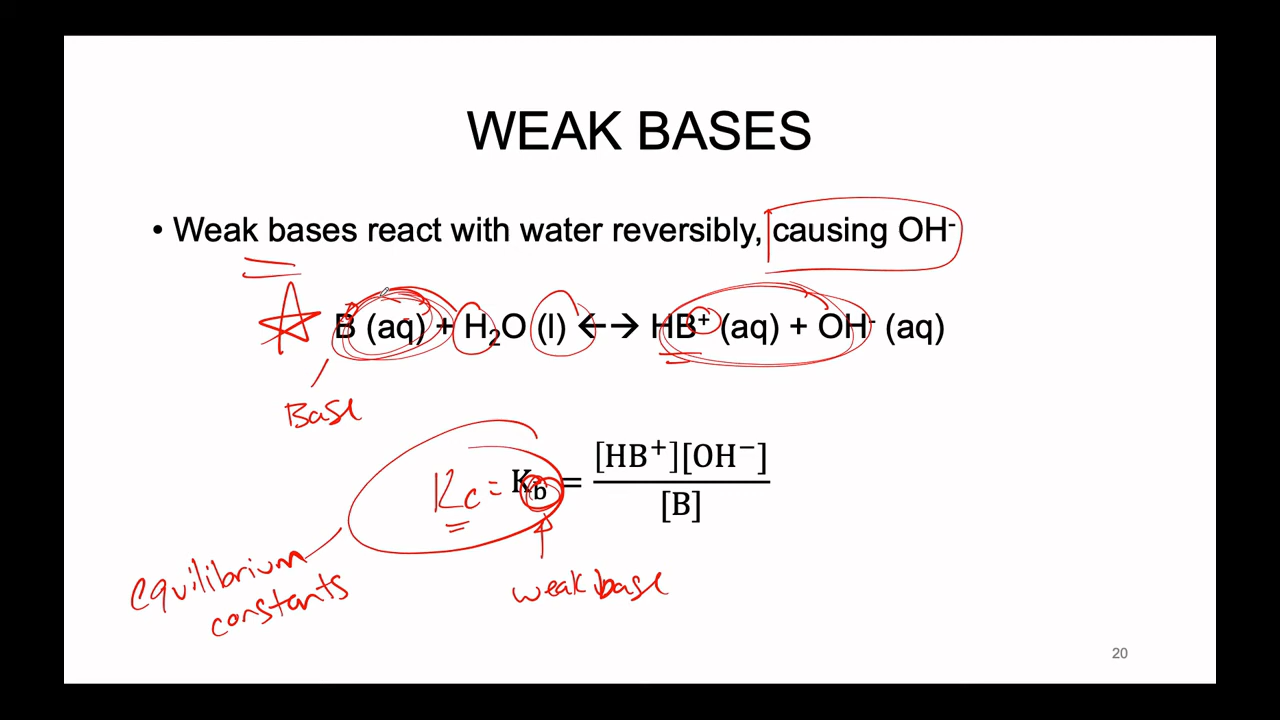 WEAK BASES
• Weak bases react with water reversibly, causing OH⁻
B (aq) + H₂O (l) ←→ HB⁺ (aq) + OH⁻ (aq)
Base
Kc = K_b = [HB⁺][OH⁻] / [B]
equilibrium
constants
weak base
20